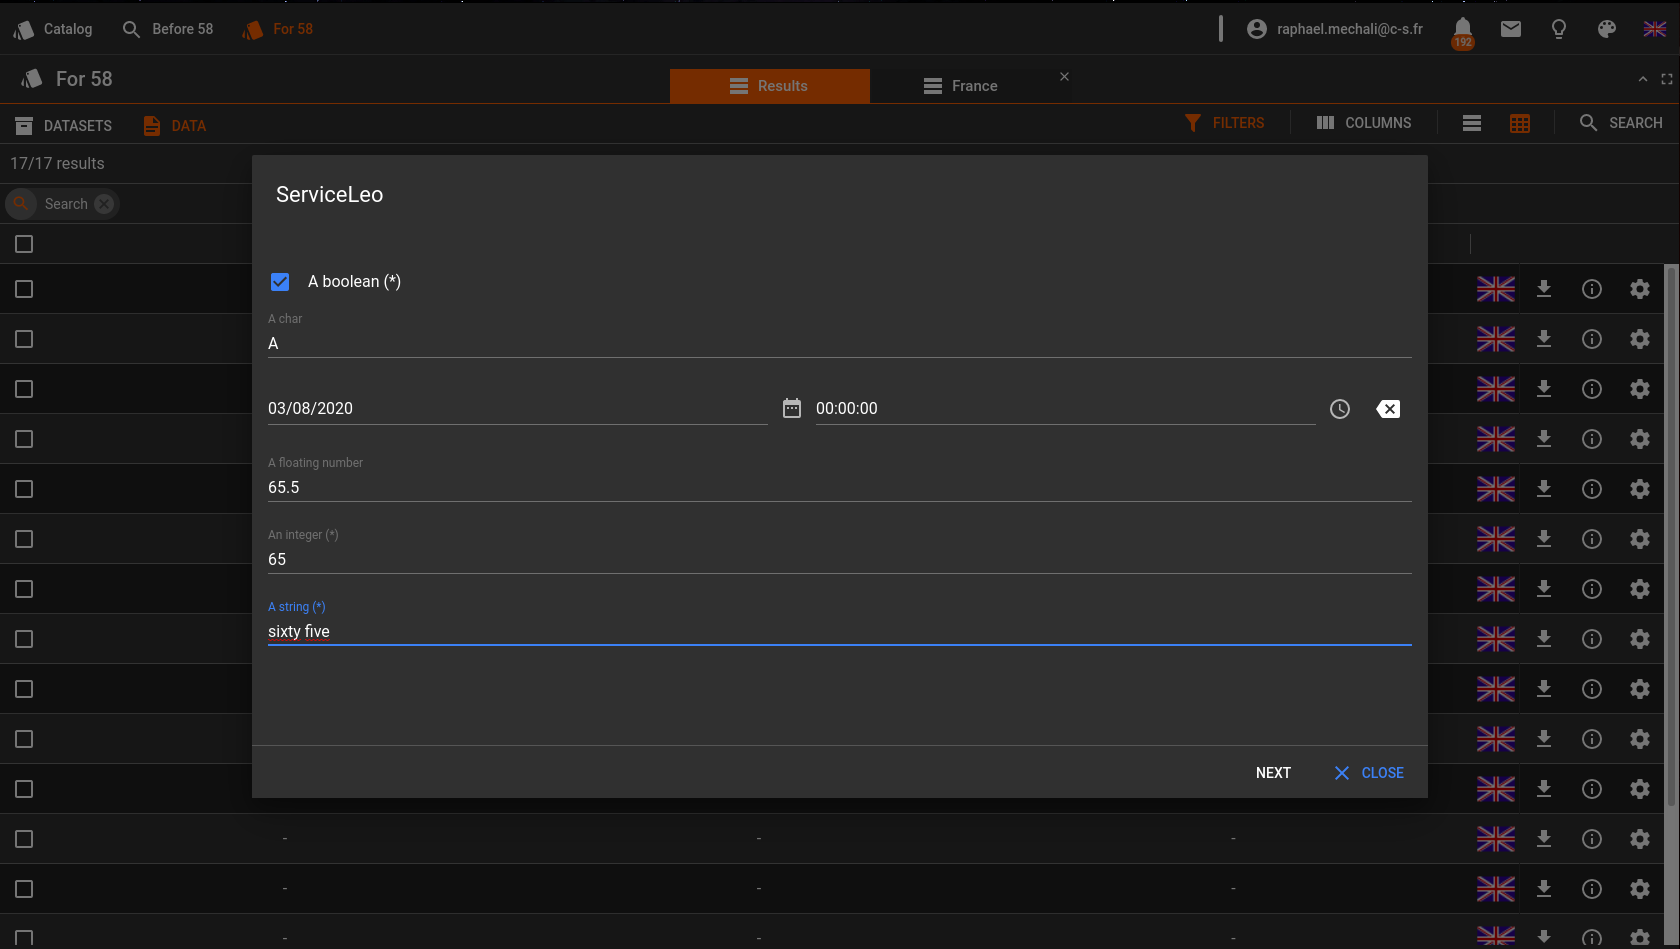 Catalog Before 58 For 58 raphael.mechali@c-s.fr 192
For 58 Results France
DATASETS DATA FILTERS COLUMNS SEARCH
17/17 results
Search
ServiceLeo
A boolean (*)
A char
A
03/08/2020 00:00:00
A floating number
65.5
An integer (*)
65
A string (*)
sixty five
NEXT CLOSE
- - -
- - -
- - -